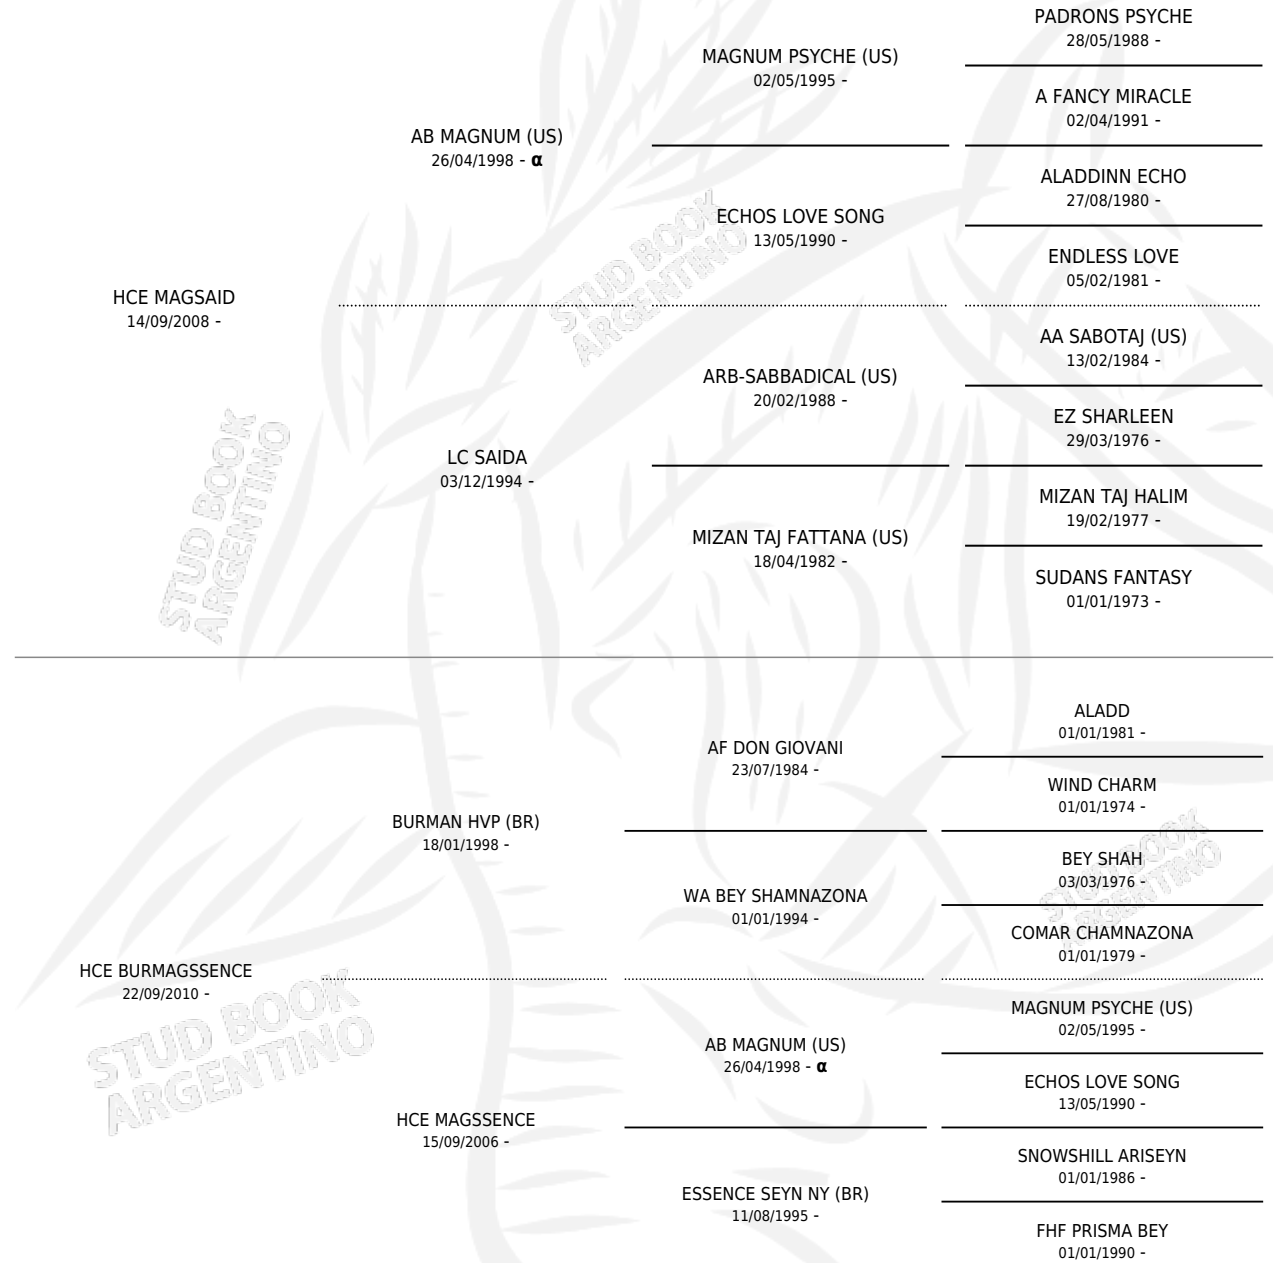 PADRONS PSYCHE
28/05/1988 -
MAGNUM PSYCHE (US)
02/05/1995 -
A FANCY MIRACLE
02/04/1991 -
AB MAGNUM (US)
26/04/1998 - α
ALADDINN ECHO
27/08/1980 -
ECHOS LOVE SONG
13/05/1990 -
ENDLESS LOVE
05/02/1981 -
HCE MAGSAID
14/09/2008 -
AA SABOTAJ (US)
13/02/1984 -
ARB-SABBADICAL (US)
20/02/1988 -
EZ SHARLEEN
29/03/1976 -
LC SAIDA
03/12/1994 -
MIZAN TAJ HALIM
19/02/1977 -
MIZAN TAJ FATTANA (US)
18/04/1982 -
SUDANS FANTASY
01/01/1973 -
STUD BOOK
ARGENTINO
STUD BOOK
ARGENTINO
ALADD
01/01/1981 -
AF DON GIOVANI
23/07/1984 -
WIND CHARM
01/01/1974 -
BURMAN HVP (BR)
18/01/1998 -
BEY SHAH
03/03/1976 -
WA BEY SHAMNAZONA
01/01/1994 -
COMAR CHAMNAZONA
01/01/1979 -
HCE BURMAGSSENCE
22/09/2010 -
MAGNUM PSYCHE (US)
02/05/1995 -
AB MAGNUM (US)
26/04/1998 - α
ECHOS LOVE SONG
13/05/1990 -
HCE MAGSSENCE
15/09/2006 -
SNOWSHILL ARISEYN
01/01/1986 -
ESSENCE SEYN NY (BR)
11/08/1995 -
FHF PRISMA BEY
01/01/1990 -
STUD BOOK
ARGENTINO
STUD BOOK
ARGENTINO